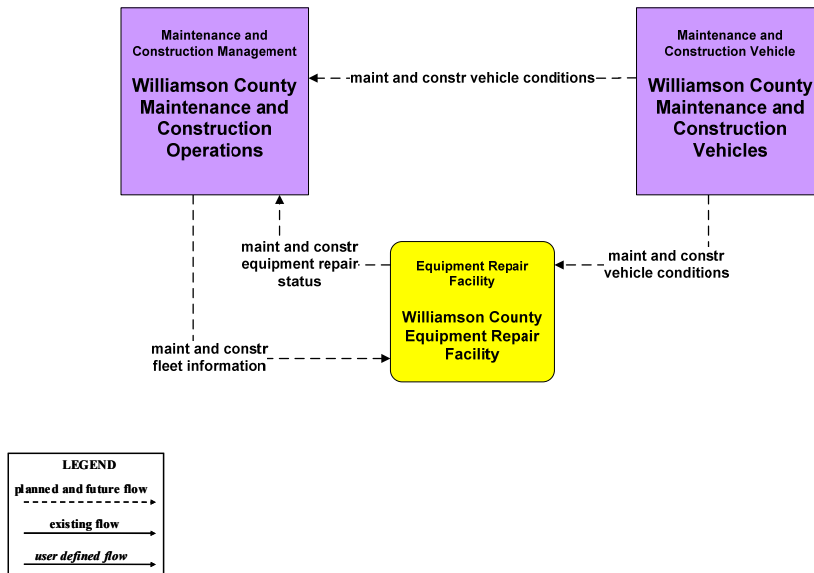 Maintenance and
Construction Management
Williamson County
Maintenance and
Construction
Operations
maint and constr vehicle conditions
Maintenance and
Construction Vehicle
Williamson County
Maintenance and
Construction
Vehicles
maint and constr
equipment repair
status
Equipment Repair
Facility
Williamson County
Equipment Repair
Facility
maint and constr
vehicle conditions
maint and constr
fleet information
LEGEND
planned and future flow
existing flow
user defined flow